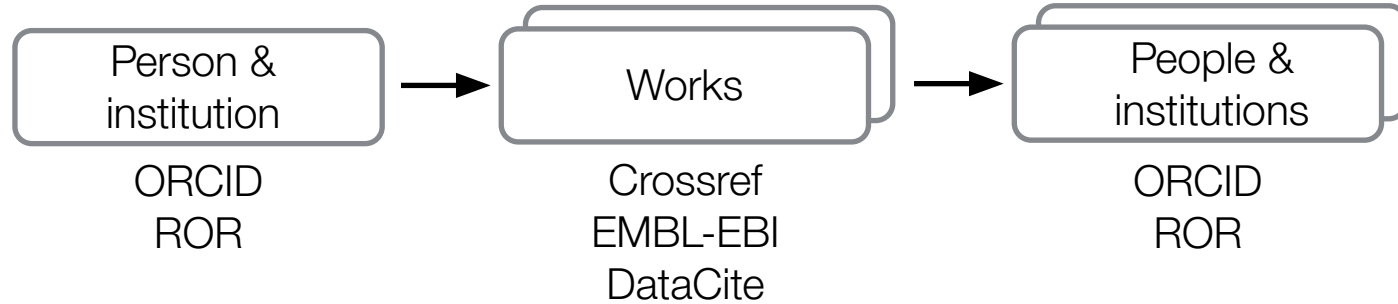 Person &
institution
ORCID
ROR
Works
Crossref
EMBL-EBI
DataCite
People &
institutions
ORCID
ROR